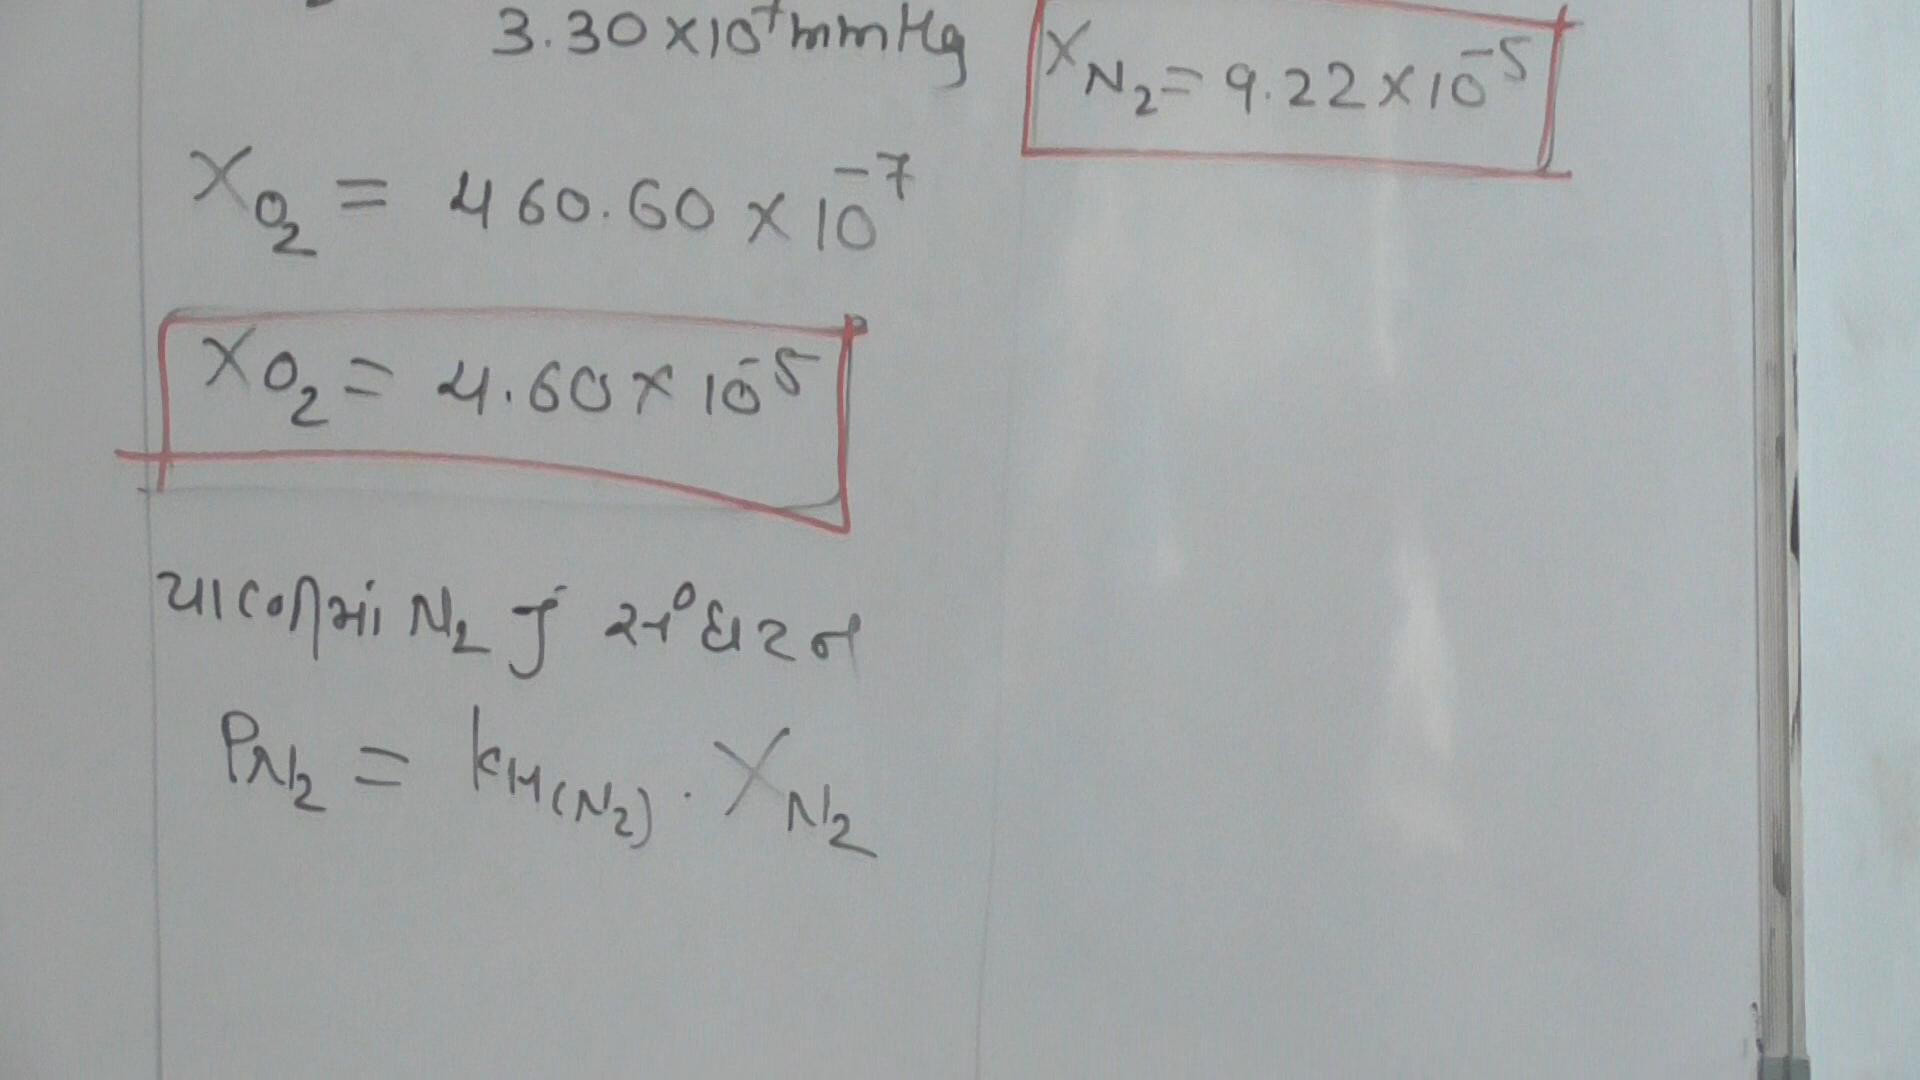 3.30 × 10⁷ mmHg
X_N₂ = 9.22 × 10⁻⁵
X_O₂ = 460.60 × 10⁻⁷
X_O₂ = 4.60 × 10⁻⁵
N₂ નું સંઘટન
P_N₂ = K_H(N₂) · X_N₂